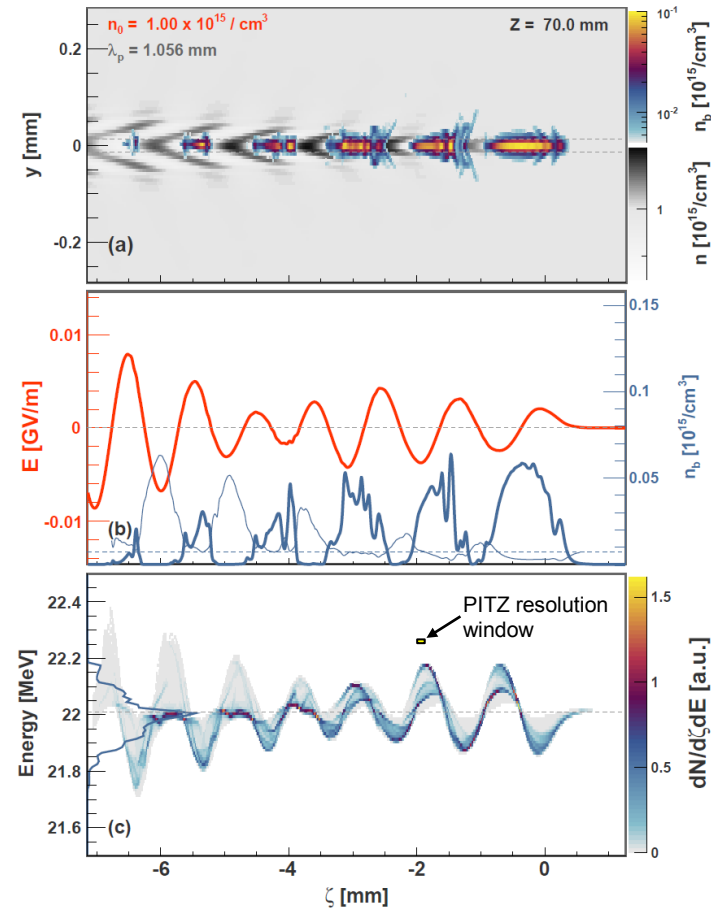 n₀ = 1.00 x 10¹⁵ / cm³
λₚ = 1.056 mm
Z = 70.0 mm
0.2
0
-0.2
y [mm]
(a)
10⁻¹
10⁻²
n_b [10¹⁵/cm³]
1
n [10¹⁵/cm³]
0.01
0
-0.01
E [GV/m]
(b)
0.15
0.1
0.05
0
n_b [10¹⁵/cm³]
22.4
22.2
22
21.8
21.6
Energy [MeV]
PITZ resolution
window
(c)
1.5
1
0.5
0
dN/dζdE [a.u.]
-6 -4 -2 0
ζ [mm]